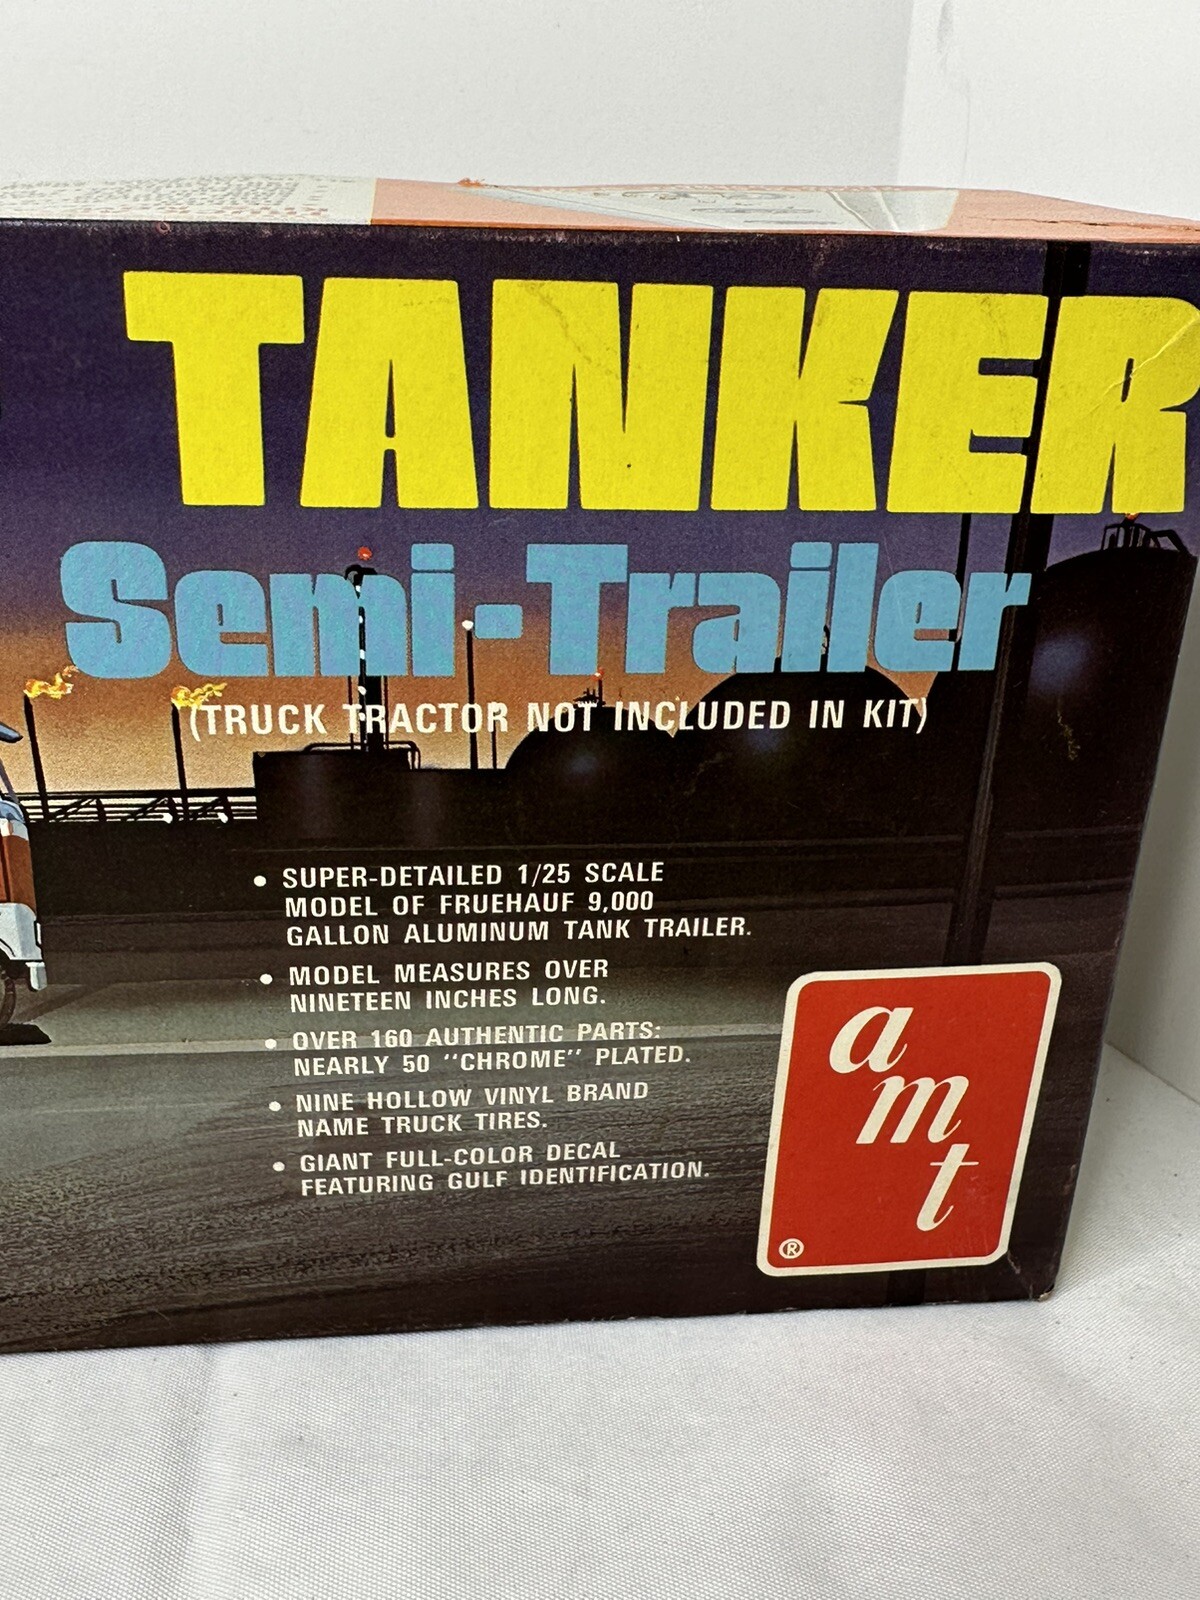 TANKER
Semi-Trailer
(TRUCK TRACTOR NOT INCLUDED IN KIT)
• SUPER-DETAILED 1/25 SCALE
MODEL OF FRUEHAUF 9,000
GALLON ALUMINUM TANK TRAILER.
• MODEL MEASURES OVER
NINETEEN INCHES LONG.
• OVER 160 AUTHENTIC PARTS:
NEARLY 50 "CHROME" PLATED.
• NINE HOLLOW VINYL BRAND
NAME TRUCK TIRES.
• GIANT FULL-COLOR DECAL
FEATURING GULF IDENTIFICATION.
a
m
t
®